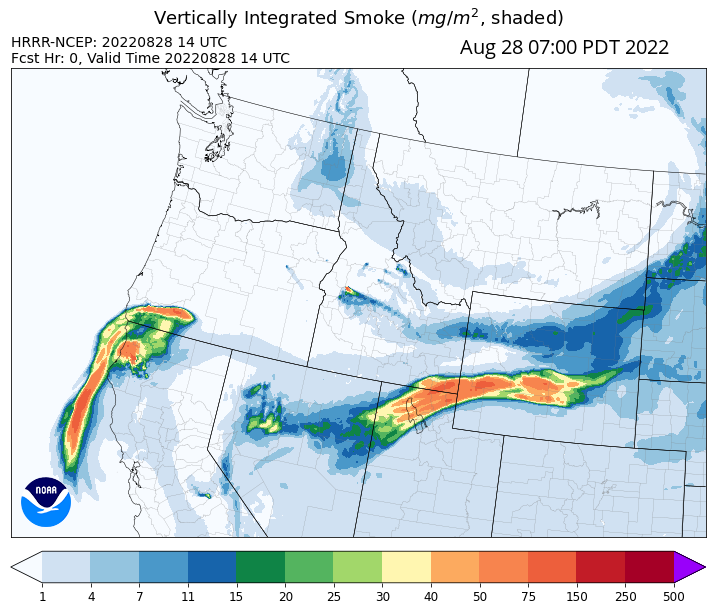 Vertically Integrated Smoke (mg/m², shaded)
HRRR-NCEP: 20220828 14 UTC
Fcst Hr: 0, Valid Time 20220828 14 UTC
Aug 28 07:00 PDT 2022
NOAA
1 4 7 11 15 20 25 30 40 50 75 150 250 500